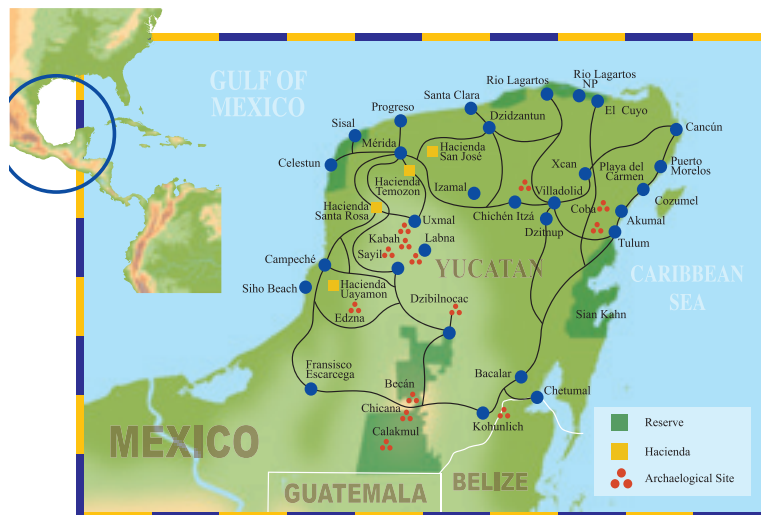 GULF OF
MEXICO
Rio Lagartos
Rio Lagartos
NP
El Cuyo
Santa Clara
Dzidzantun
Progreso
Sisal
Mérida
Cancún
Hacienda
San José
Celestun
Xcan
Playa del
Cármen
Puerto
Morelos
Hacienda
Temozon
Izamal
Villadolid
Cozumel
Hacienda
Santa Rosa
Chichén Itzá
Coba
Uxmal
Dzitnup
Akumal
Kabah
Labna
Tulum
Sayil
Campeché
YUCATAN
CARIBBEAN
SEA
Siho Beach
Hacienda
Uayamon
Dzibilnocac
Edzna
Sian Kahn
Fransisco
Escarcega
Bacalar
Becán
Chetumal
Chicana
Kohunlich
Calakmul
MEXICO
GUATEMALA
BELIZE
Reserve
Hacienda
Archaelogical Site